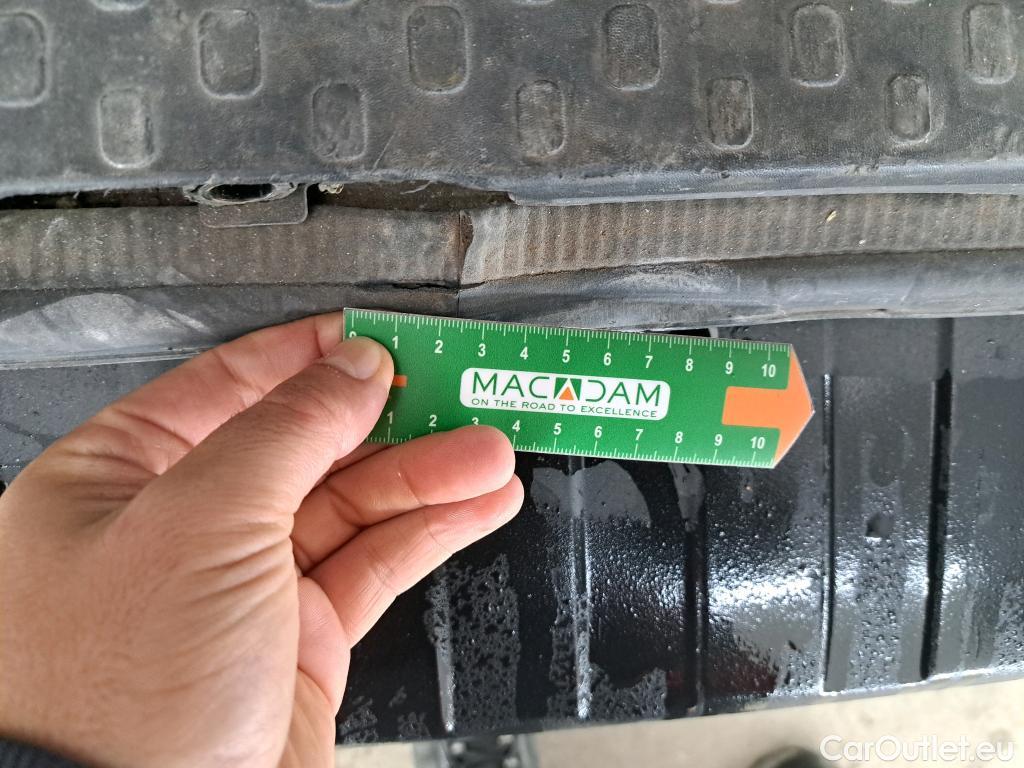 0 1 2 3 4 5 6 7 8 9 10
MACADAM
ON THE ROAD TO EXCELLENCE
1 2 3 4 5 6 7 8 9 10
CarOutlet.eu